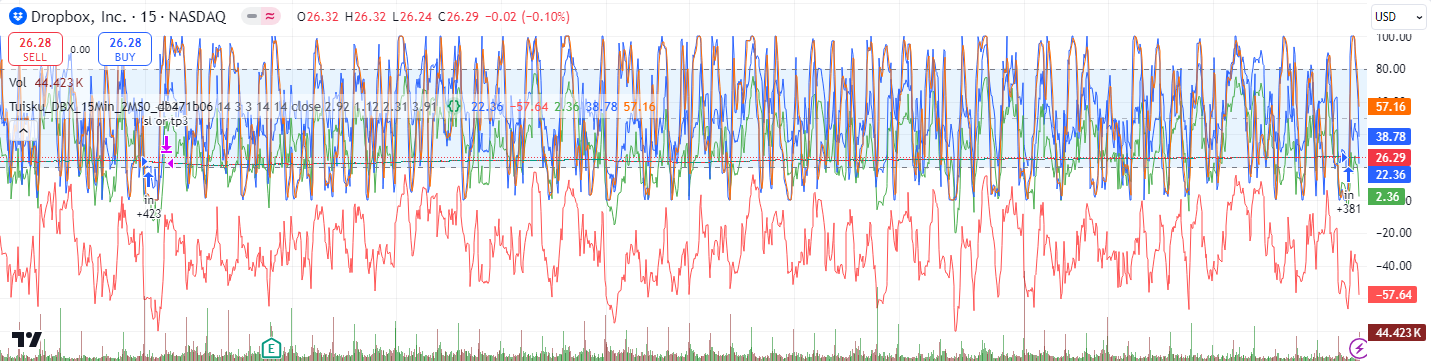 Dropbox, Inc. · 15 · NASDAQ O26.32 H26.32 L26.24 C26.29 −0.02 (−0.10%)
USD
26.28
SELL
0.00
26.28
BUY
Vol 44.423 K
Tuisku_DBX_15Min_2MS0_db471b06 14 3 3 14 14 close 2.92 1.12 2.31 3.91 {} 22.36 −57.64 2.36 38.78 57.16
sl or tp3
in
+423
in
+381
E
100.00
80.00
57.16
38.78
26.29
22.36
2.36
−20.00
−40.00
−57.64
44.423 K